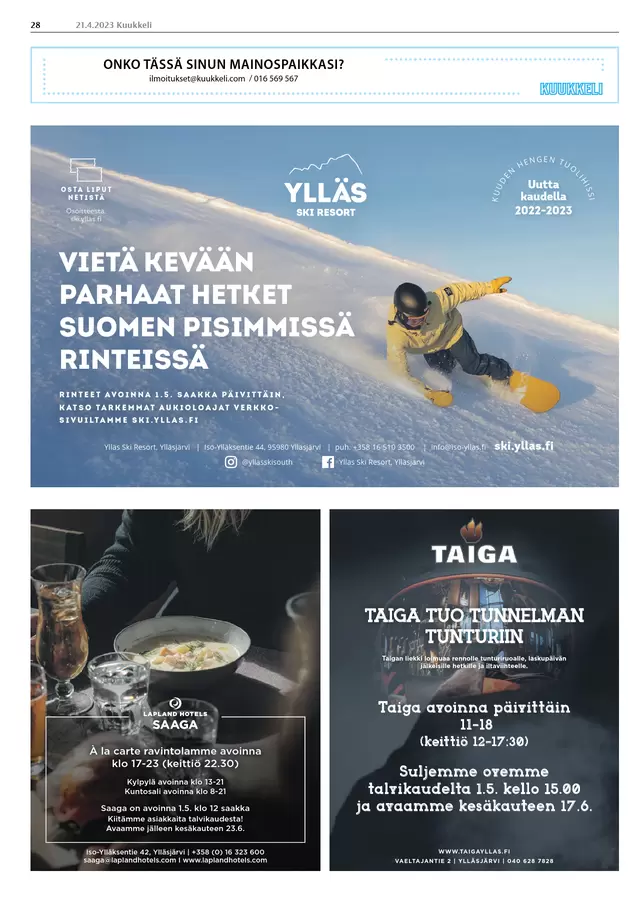 28 21.4.2023 Kuukkeli
ONKO TÄSSÄ SINUN MAINOSPAIKKASI?
ilmoitukset@kuukkeli.com / 016 569 567
KUUKKELI
OSTA LIPUT
NETISTÄ
Osoitteesta
ski.yllas.fi
YLLÄS
SKI RESORT
KUUDEN HENGEN TUOLIHISSI
Uutta
kaudella
2022-2023
VIETÄ KEVÄÄN
PARHAAT HETKET
SUOMEN PISIMMISSÄ
RINTEISSÄ
RINTEET AVOINNA 1.5. SAAKKA PÄIVITTÄIN,
KATSO TARKEMMAT AUKIOLOAJAT VERKKO-
SIVUILTAMME SKI.YLLAS.FI
Ylläs Ski Resort, Ylläsjärvi | Iso-Ylläksentie 44, 95980 Ylläsjärvi | puh. +358 16 510 3500 | info@iso-yllas.fi ski.yllas.fi
@yllasskisouth Ylläs Ski Resort, Ylläsjärvi
LAPLAND HOTELS
SAAGA
À la carte ravintolamme avoinna
klo 17-23 (keittiö 22.30)
Kylpylä avoinna klo 13-21
Kuntosali avoinna klo 8-21
Saaga on avoinna 1.5. klo 12 saakka
Kiitämme asiakkaita talvikaudesta!
Avaamme jälleen kesäkauteen 23.6.
Iso-Ylläksentie 42, Ylläsjärvi | +358 (0) 16 323 600
saaga@laplandhotels.com | www.laplandhotels.com
TAIGA
TAIGA TUO TUNNELMAN
TUNTURIIN
Taigan liekki loimuaa rennolle tunturiruoalle, laskupäivän
jälkeisille hetkille ja iltaviinteelle.
Taiga avoinna päivittäin
11-18
(keittiö 12-17:30)
Suljemme ovemme
talvikaudelta 1.5. kello 15.00
ja avaamme kesäkauteen 17.6.
WWW.TAIGAYLLAS.FI
VAELTAJANTIE 2 | YLLÄSJÄRVI | 040 628 7828